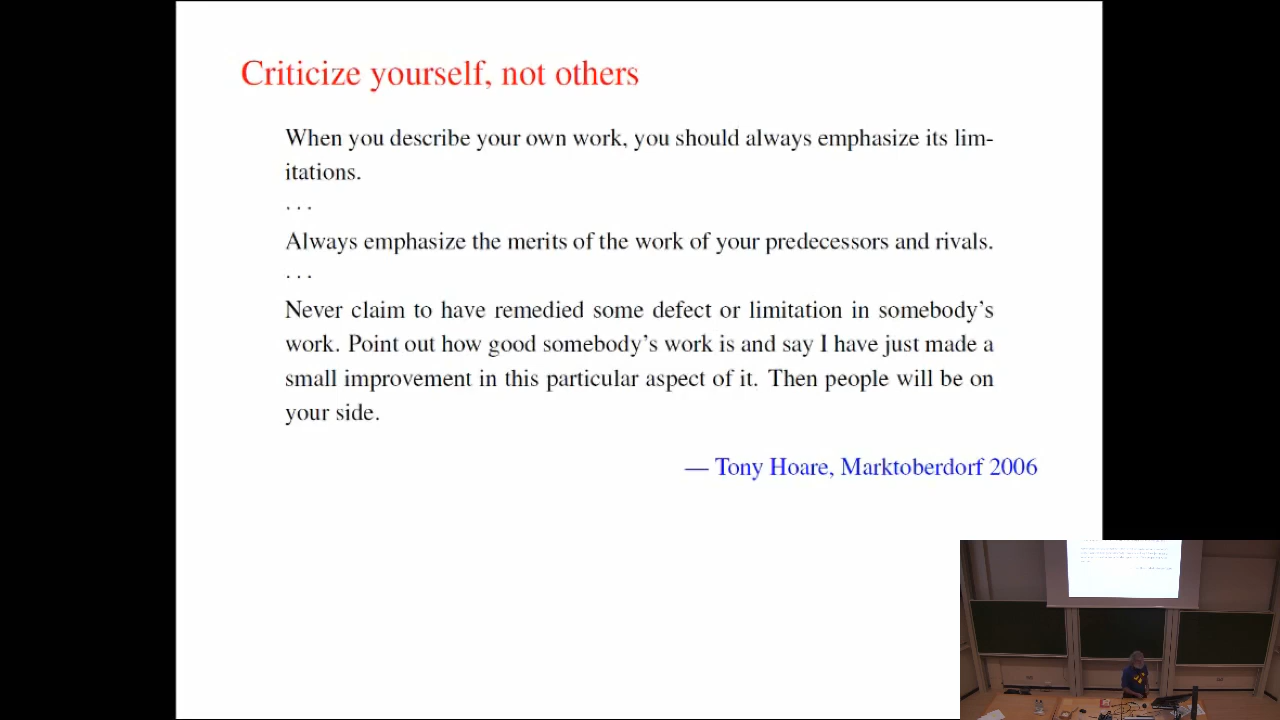 Criticize yourself, not others
When you describe your own work, you should always emphasize its lim-
itations.
. . .
Always emphasize the merits of the work of your predecessors and rivals.
. . .
Never claim to have remedied some defect or limitation in somebody's
work. Point out how good somebody's work is and say I have just made a
small improvement in this particular aspect of it. Then people will be on
your side.
— Tony Hoare, Marktoberdorf 2006